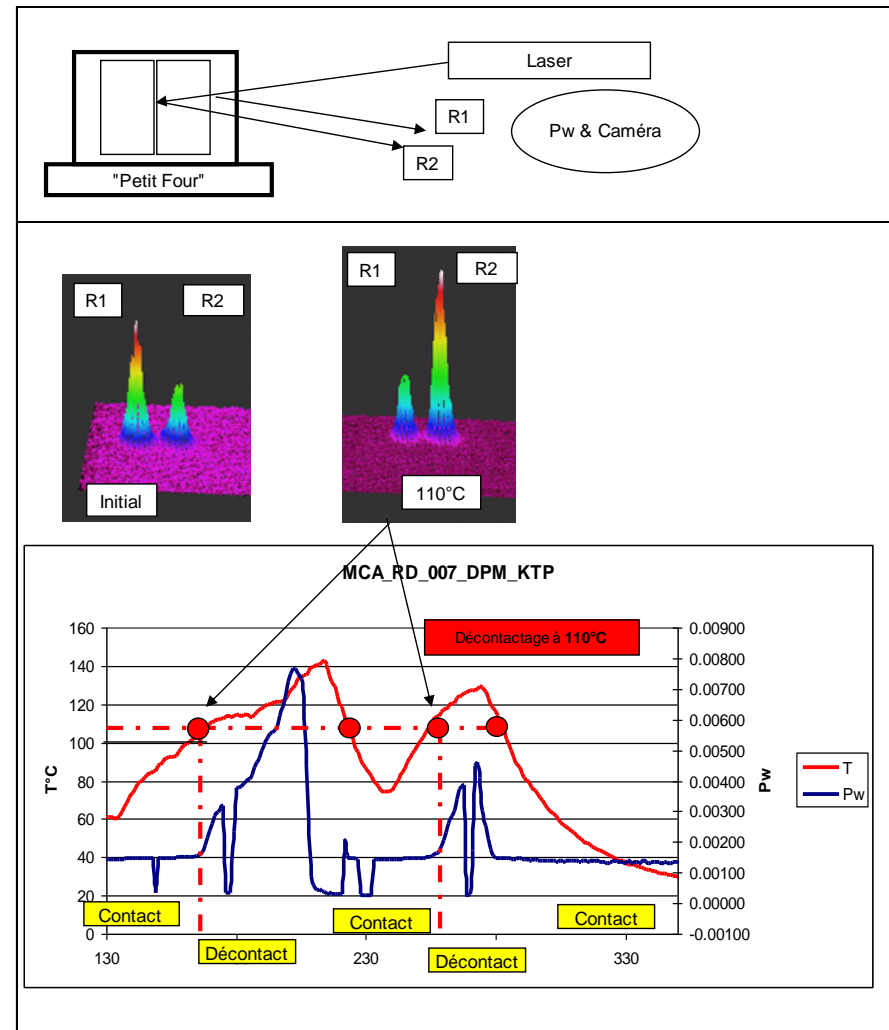 Laser
R1
Pw & Caméra
R2
"Petit Four"
R1 R2
R1 R2
Initial
110°C
MCA_RD_007_DPM_KTP
Décontactage à 110°C
160
140
120
100
80
60
40
20
0
T°C
0.00900
0.00800
0.00700
0.00600
0.00500
0.00400
0.00300
0.00200
0.00100
0.00000
-0.00100
Pw
T
Pw
Contact Contact Contact
Décontact Décontact
130 230 330